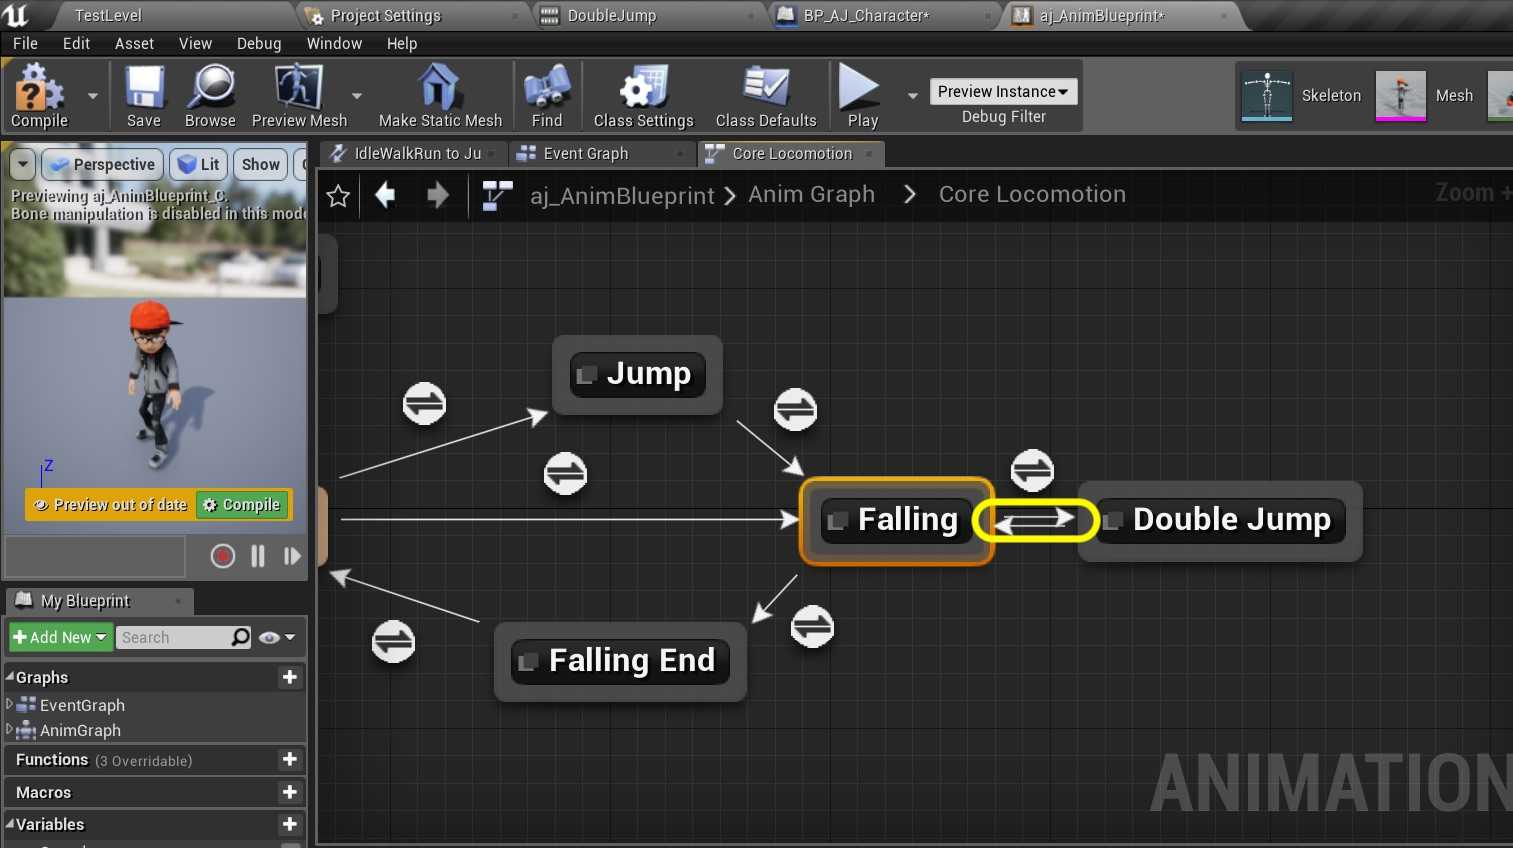 TestLevel
Project Settings
DoubleJump
BP_AJ_Character*
aj_AnimBlueprint*
File Edit Asset View Debug Window Help
Compile
Save
Browse
Preview Mesh
Make Static Mesh
Find
Class Settings
Class Defaults
Play
Preview Instance
Debug Filter
Skeleton
Mesh
Perspective
Lit
Show
IdleWalkRun to Ju
Event Graph
Core Locomotion
Previewing aj_AnimBlueprint_C.
Bone manipulation is disabled in this mode
aj_AnimBlueprint
Anim Graph
Core Locomotion
Zoom +
Jump
Z
Preview out of date
Compile
Falling
Double Jump
Falling End
My Blueprint
Add New
Search
Graphs
EventGraph
AnimGraph
Functions (3 Overridable)
Macros
Variables
ANIMATION